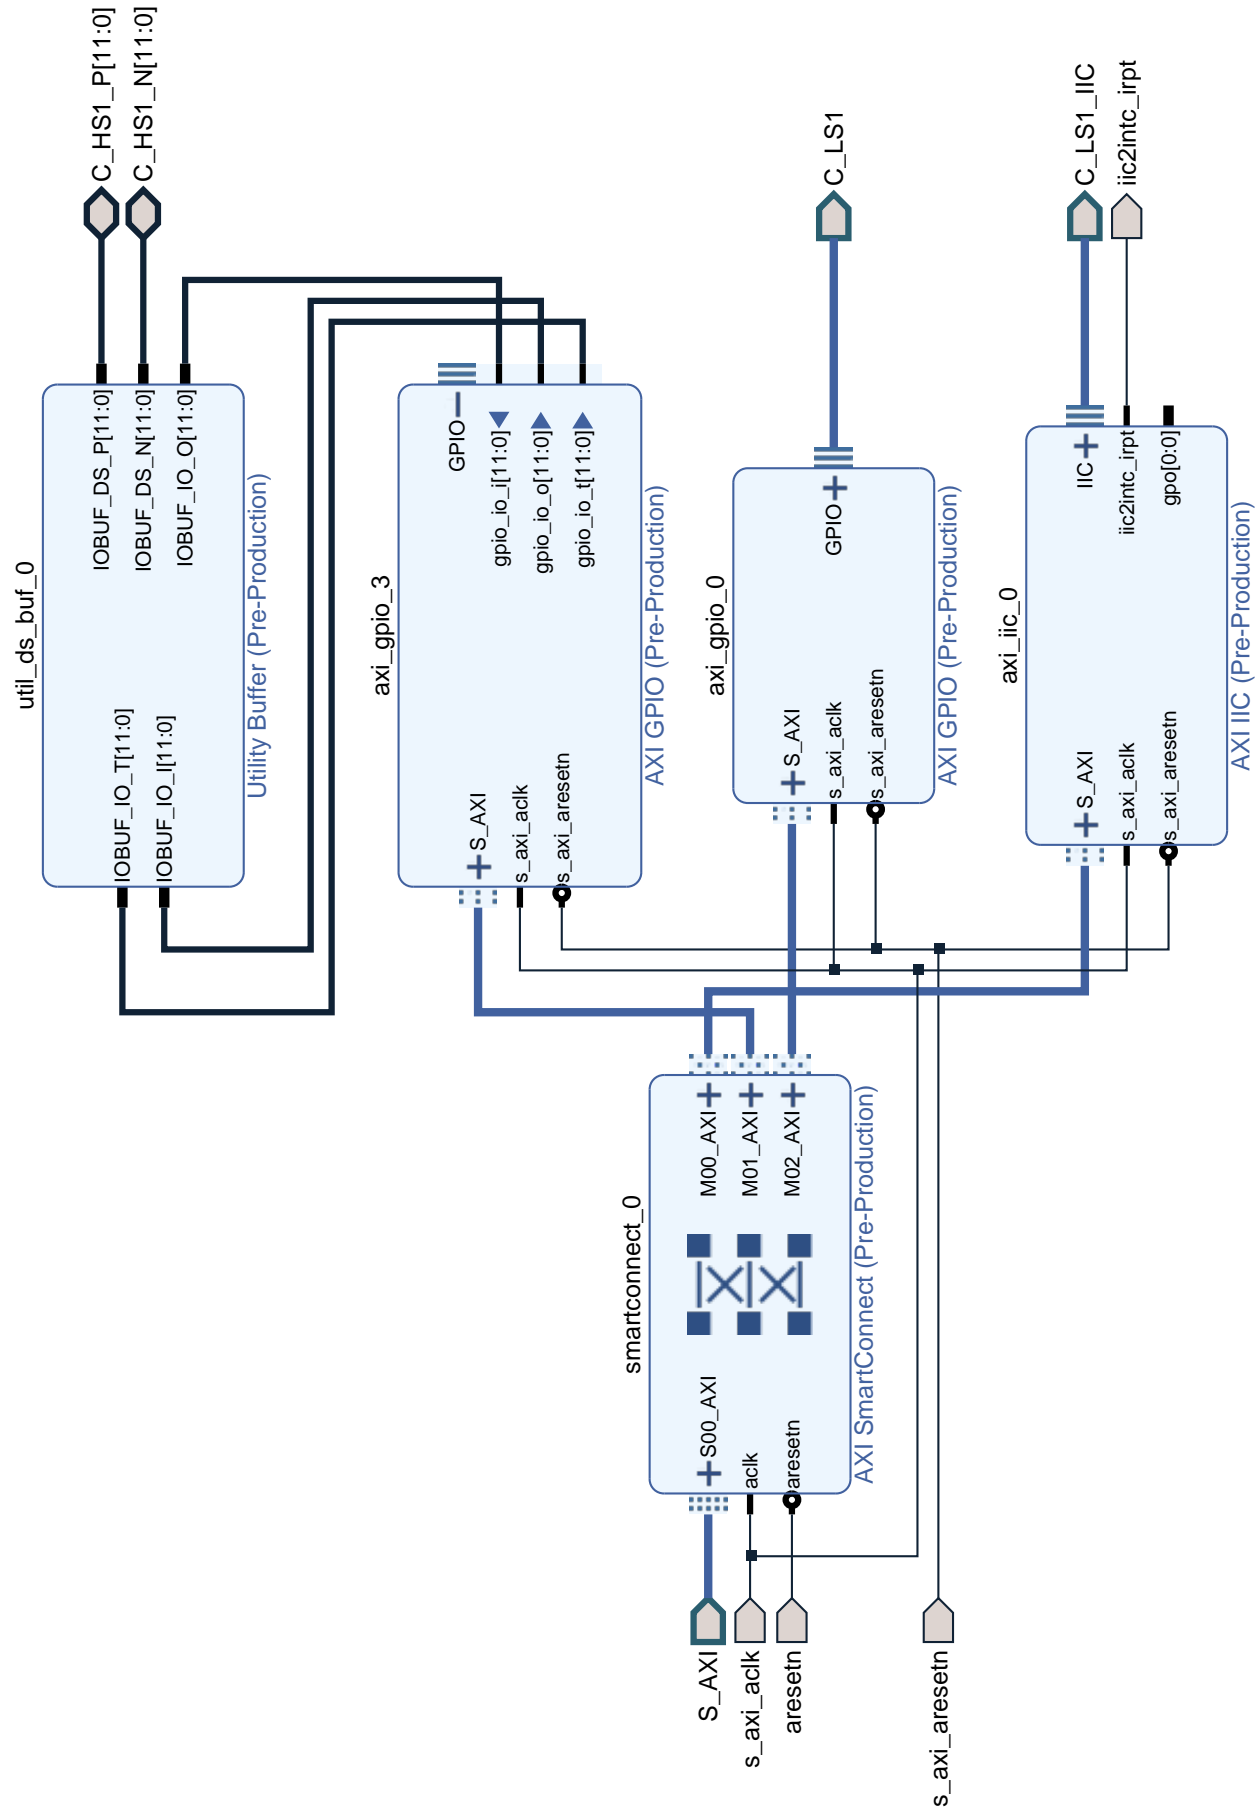 util_ds_buf_0
IOBUF_IO_T[11:0]
IOBUF_IO_I[11:0]
IOBUF_DS_P[11:0]
IOBUF_DS_N[11:0]
IOBUF_IO_O[11:0]
Utility Buffer (Pre-Production)
C_HS1_P[11:0]
C_HS1_N[11:0]
axi_gpio_3
S_AXI
s_axi_aclk
s_axi_aresetn
GPIO
gpio_io_i[11:0]
gpio_io_o[11:0]
gpio_io_t[11:0]
AXI GPIO (Pre-Production)
smartconnect_0
S00_AXI
aclk
aresetn
M00_AXI
M01_AXI
M02_AXI
AXI SmartConnect (Pre-Production)
S_AXI
s_axi_aclk
aresetn
s_axi_aresetn
axi_gpio_0
S_AXI
s_axi_aclk
s_axi_aresetn
GPIO
AXI GPIO (Pre-Production)
C_LS1
axi_iic_0
S_AXI
s_axi_aclk
s_axi_aresetn
IIC
iic2intc_irpt
gpo[0:0]
AXI IIC (Pre-Production)
C_LS1_IIC
iic2intc_irpt